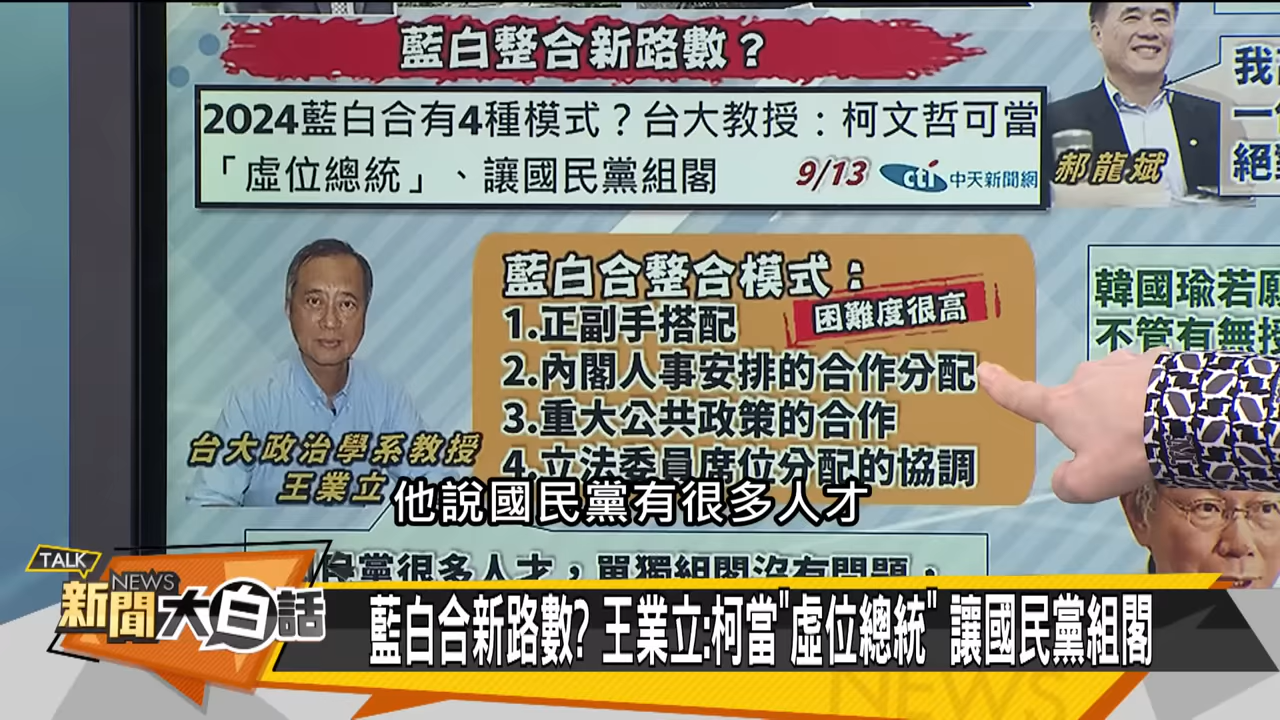 藍白整合新路數？
2024藍白合有4種模式？台大教授：柯文哲可當
「虛位總統」、讓國民黨組閣
9/13 cti 中天新聞網
郝龍斌
我
一
絕
藍白合整合模式：
困難度很高
1.正副手搭配
2.內閣人事安排的合作分配
3.重大公共政策的合作
4.立法委員席位分配的協調
韓國瑜若願
不管有無
台大政治學系教授
王業立
他說國民黨有很多人才
民黨很多人才，單獨組閣沒有問題，
TALK
NEWS
新聞大白話
藍白合新路數? 王業立:柯當"虛位總統" 讓國民黨組閣
NEWS